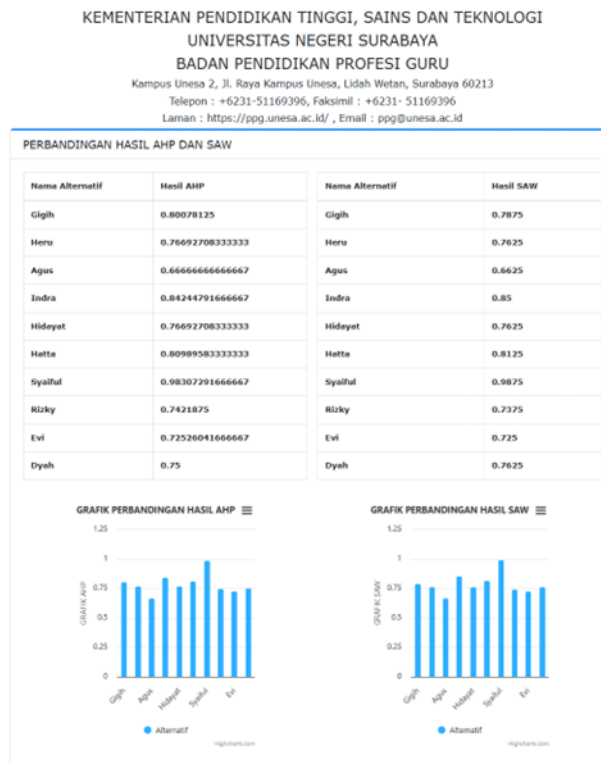 KEMENTERIAN PENDIDIKAN TINGGI, SAINS DAN TEKNOLOGI
UNIVERSITAS NEGERI SURABAYA
BADAN PENDIDIKAN PROFESI GURU
Kampus Unesa 2, Jl. Raya Kampus Unesa, Lidah Wetan, Surabaya 60213
Telepon : +6231-51169396, Faksimil : +6231- 51169396
Laman : https://ppg.unesa.ac.id/ , Email : ppg@unesa.ac.id
PERBANDINGAN HASIL AHP DAN SAW
Nama Alternatif Hasil AHP
Gigih 0.80078125
Heru 0.76692708333333
Agus 0.66666666666667
Indra 0.84244791666667
Hidayat 0.76692708333333
Hatta 0.80989583333333
Syaiful 0.98307291666667
Rizky 0.7421875
Evi 0.72526041666667
Dyah 0.75
Nama Alternatif Hasil SAW
Gigih 0.7875
Heru 0.7625
Agus 0.6625
Indra 0.85
Hidayat 0.7625
Hatta 0.8125
Syaiful 0.9875
Rizky 0.7375
Evi 0.725
Dyah 0.7625
GRAFIK PERBANDINGAN HASIL AHP
GRAFIK AHP
1.25
1
0.75
0.5
0.25
0
Gigih Agus Hidayat Syaiful Evi
Alternatif
Highcharts.com
GRAFIK PERBANDINGAN HASIL SAW
GRAFIK SAW
1.25
1
0.75
0.5
0.25
0
Gigih Agus Hidayat Syaiful Evi
Alternatif
Highcharts.com